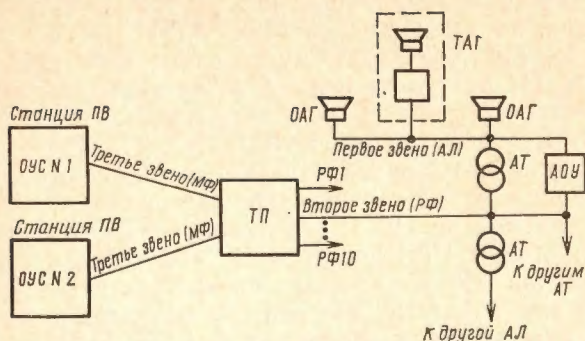 ТАГ
ОАГ
ОАГ
Станция ПВ
ОУС N 1
Третье звено (МФ)
Первое звено (АЛ)
АТ
АОУ
РФ1
ТП
Второе звено (РФ)
Станция ПВ
ОУС N 2
Третье звено (МФ)
РФ10
АТ
К другим
АТ
К другой АЛ